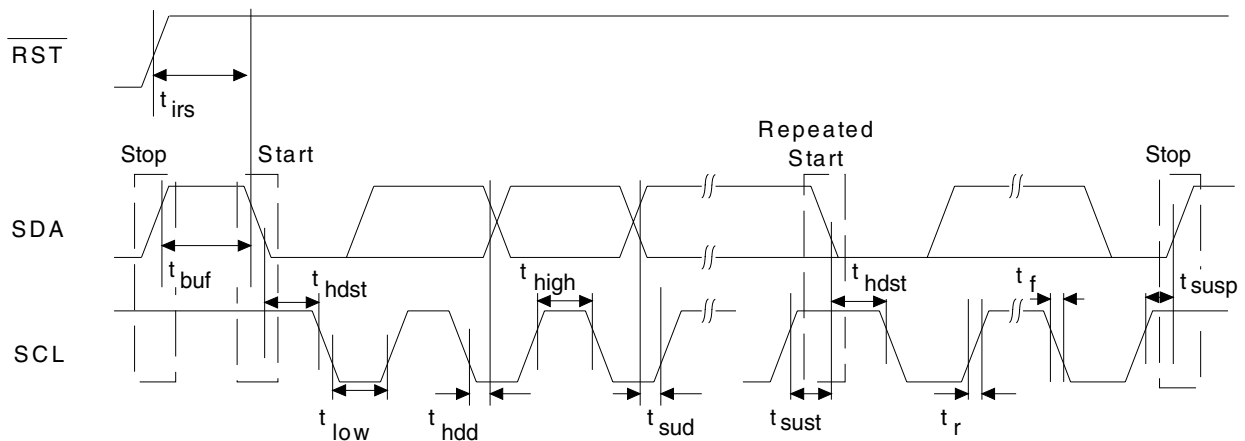 RST
t irs
Repeated
Stop Start Start Stop
SDA
t buf t hdst t high t hdst t f t susp
SCL
t low t hdd t sud t sust t r